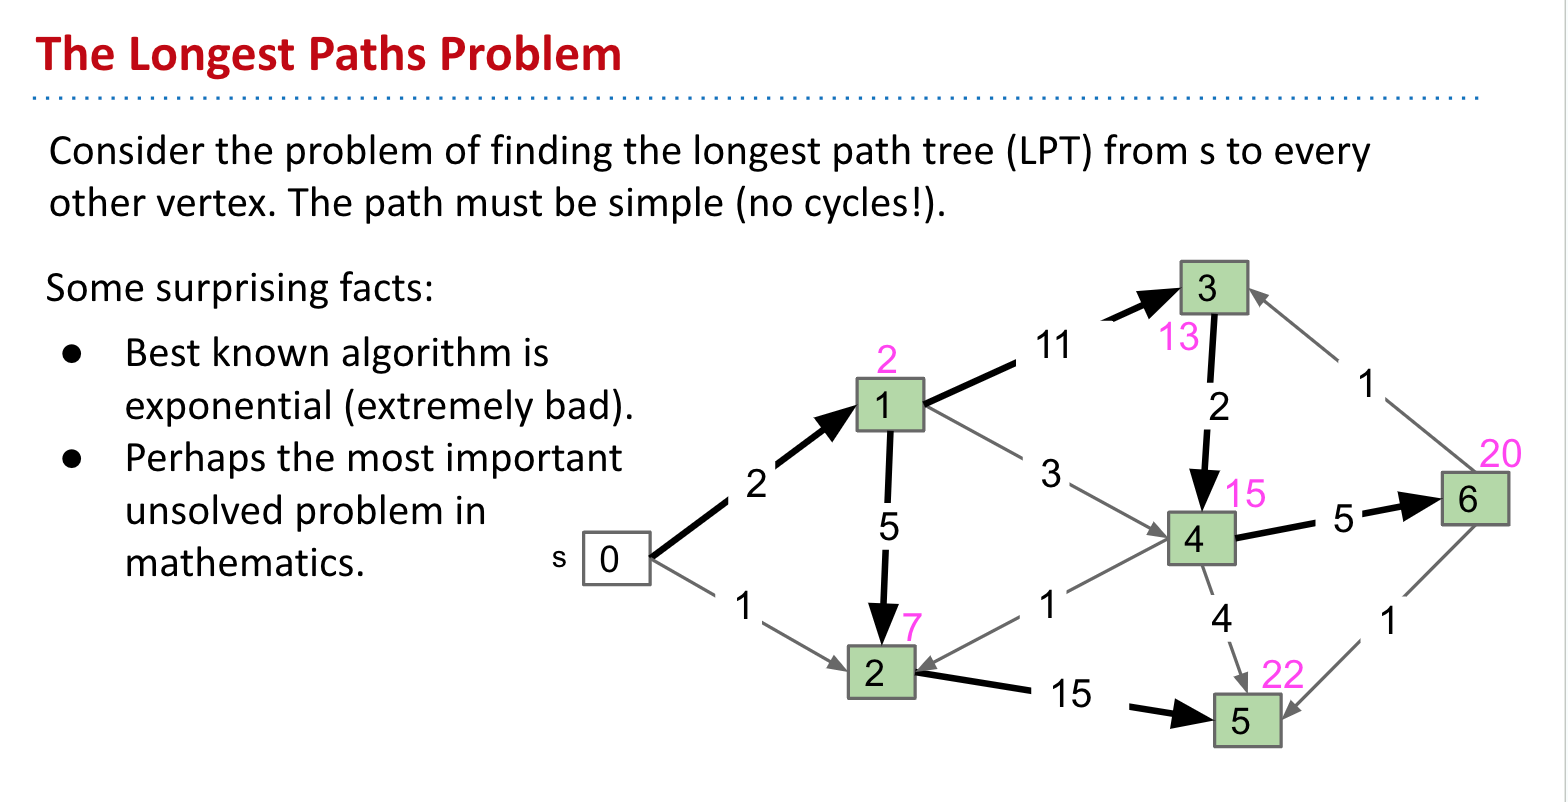 The Longest Paths Problem
Consider the problem of finding the longest path tree (LPT) from s to every
other vertex. The path must be simple (no cycles!).
Some surprising facts:
● Best known algorithm is
exponential (extremely bad).
● Perhaps the most important
unsolved problem in
mathematics.
3
13
11
2
1
2
1
3
20
6
2
15
4
5
5
s 0
1
1
4
1
7
2
15
22
5